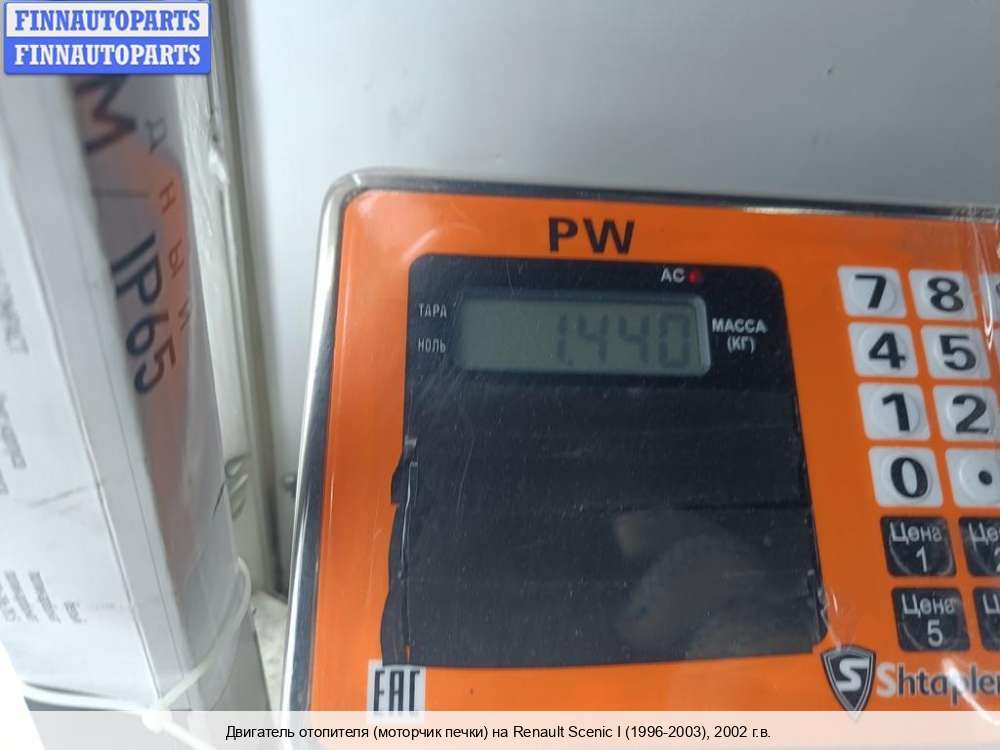 FINNAUTOPARTS
FINNAUTOPARTS
М
ДНЫЙ
IP65
PW
AC
ТАРА
НОЛЬ
1.440
МАССА
(КГ)
7 8
4 5
1 2
0 .
Цена
1
Цена
5
EAC
S Shtapler
Двигатель отопителя (моторчик печки) на Renault Scenic I (1996-2003), 2002 г.в.